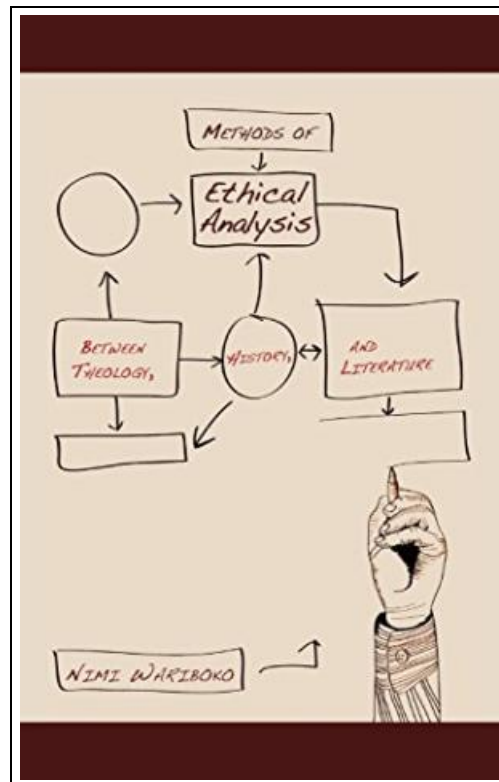 METHODS OF
Ethical
Analysis
BETWEEN
THEOLOGY,
HISTORY,
AND
LITERATURE
NIMI WARIBOKO